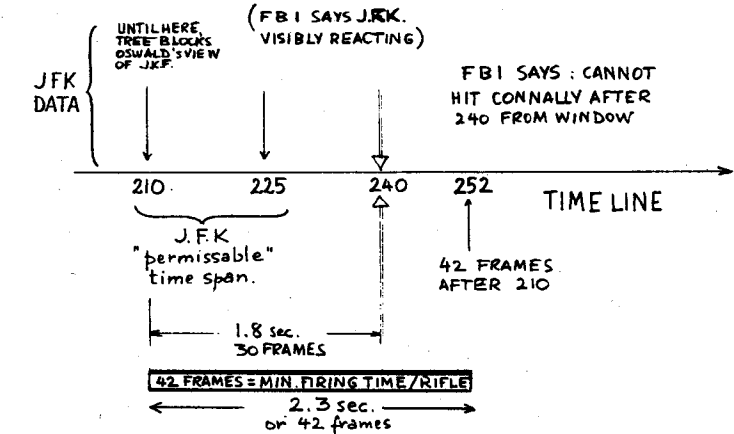 UNTIL HERE,
TREE BLOCKS
OSWALD'S VIEW
OF J.K.F.
(FBI SAYS J.F.K.
VISIBLY REACTING)
JFK
DATA
FBI SAYS : CANNOT
HIT CONNALLY AFTER
240 FROM WINDOW
210 225 240 252
TIME LINE
J.F.K
"permissable"
time span.
42 FRAMES
AFTER 210
1.8 sec.
30 FRAMES
42 FRAMES = MIN. FIRING TIME/RIFLE
2.3 sec.
or 42 frames